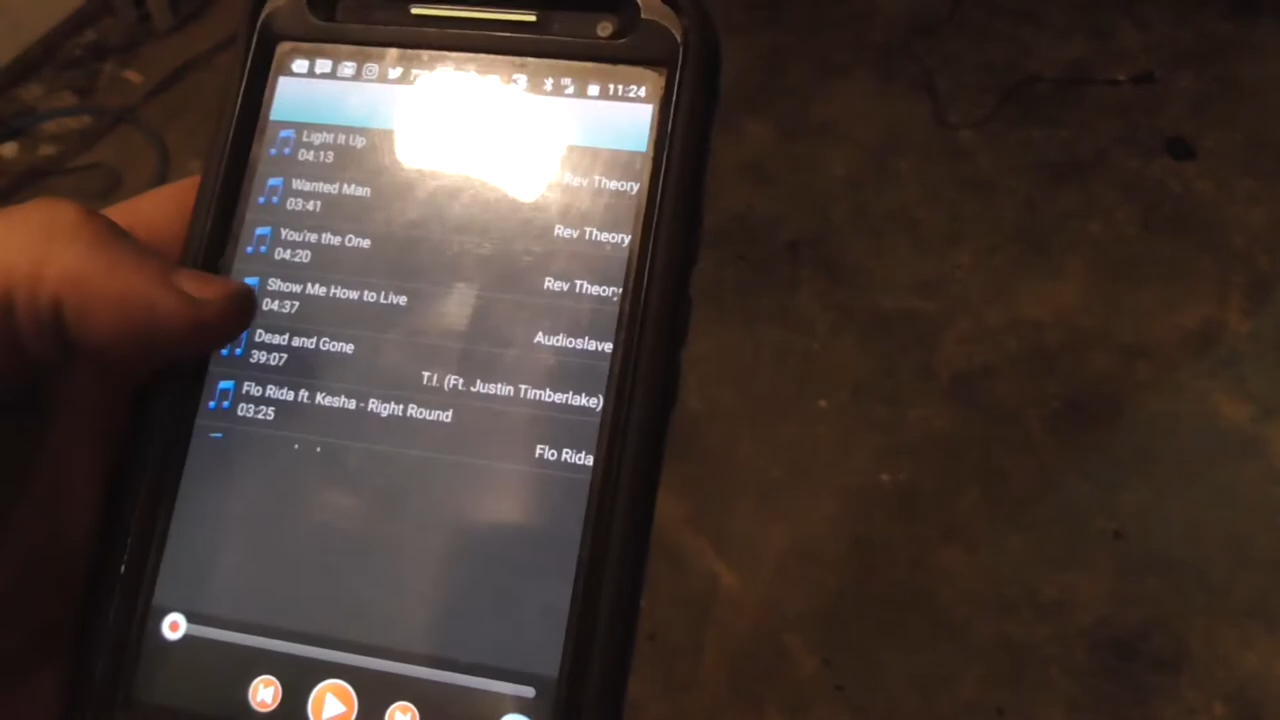 11:24
Light It Up
04:13
Rev Theory
Wanted Man
03:41
Rev Theory
You're the One
04:20
Rev Theory
Show Me How to Live
04:37
Audioslave
Dead and Gone
39:07
T.I. (Ft. Justin Timberlake)
Flo Rida ft. Kesha - Right Round
03:25
Flo Rida